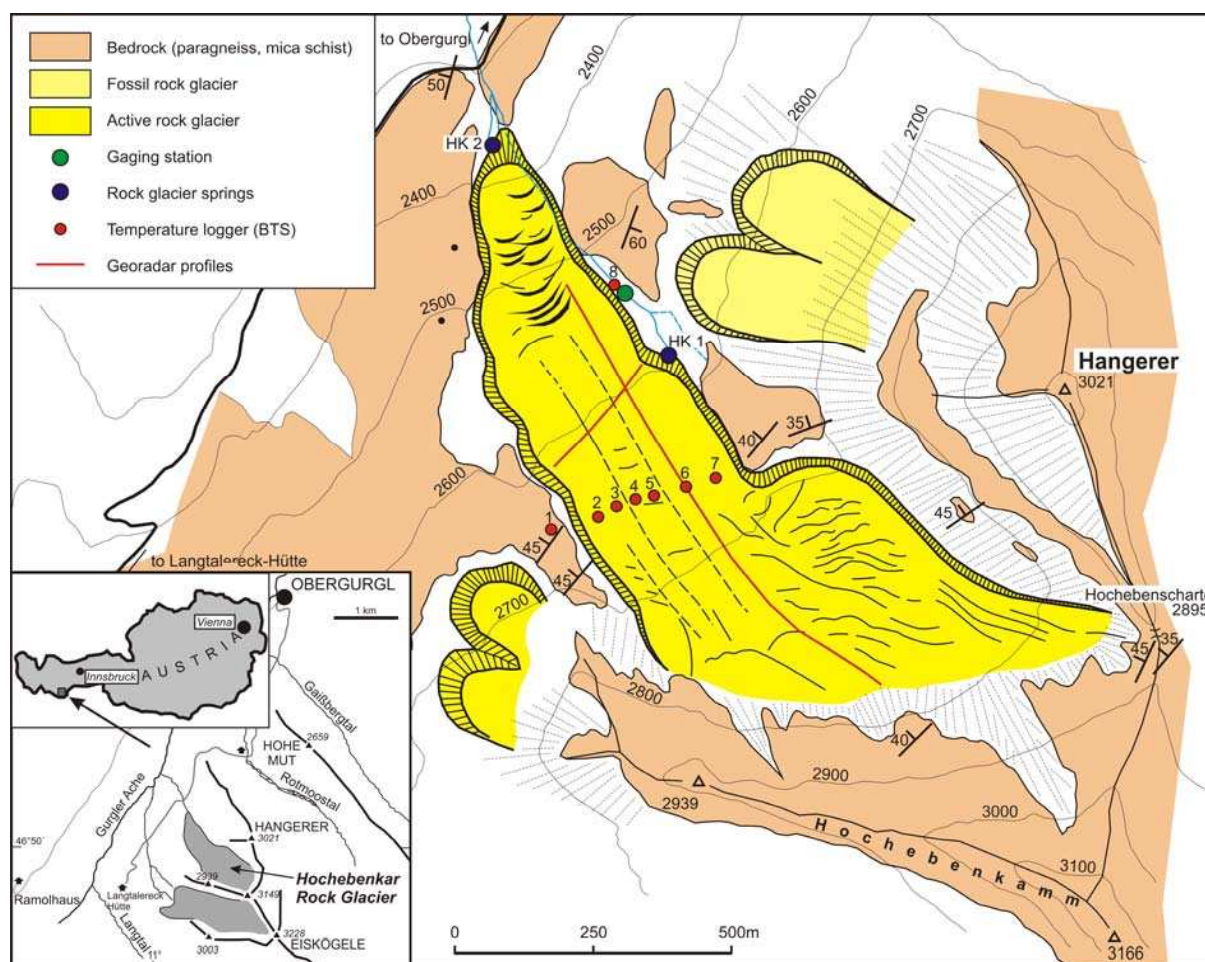 Bedrock (paragneiss, mica schist)
Fossil rock glacier
Active rock glacier
Gaging station
Rock glacier springs
Temperature logger (BTS)
Georadar profiles
to Obergurgl
50
2400
2600
2700
HK 2
2400
2500
60
8
2500
HK 1
Hangerer
3021
40
35
2600
1
2
3
4
5
6
7
45
45
45
to Langtalereck-Hütte
2700
Hochebenscharte
2895
45
35
2800
40
2900
2939
3000
3100
Hochebenkamm
3166
0
250
500m
OBERGURGL
1 km
Vienna
Innsbruck
AUSTRIA
Gaißbergtal
2659
HOHE
MUT
Rotmoostal
Gurgler Ache
HANGERER
3021
46°50´
Hochebenkar
Rock Glacier
2939
3149
Ramolhaus
Langtalereck
Hütte
Langtal
11°
3003
3228
EISKÖGELE